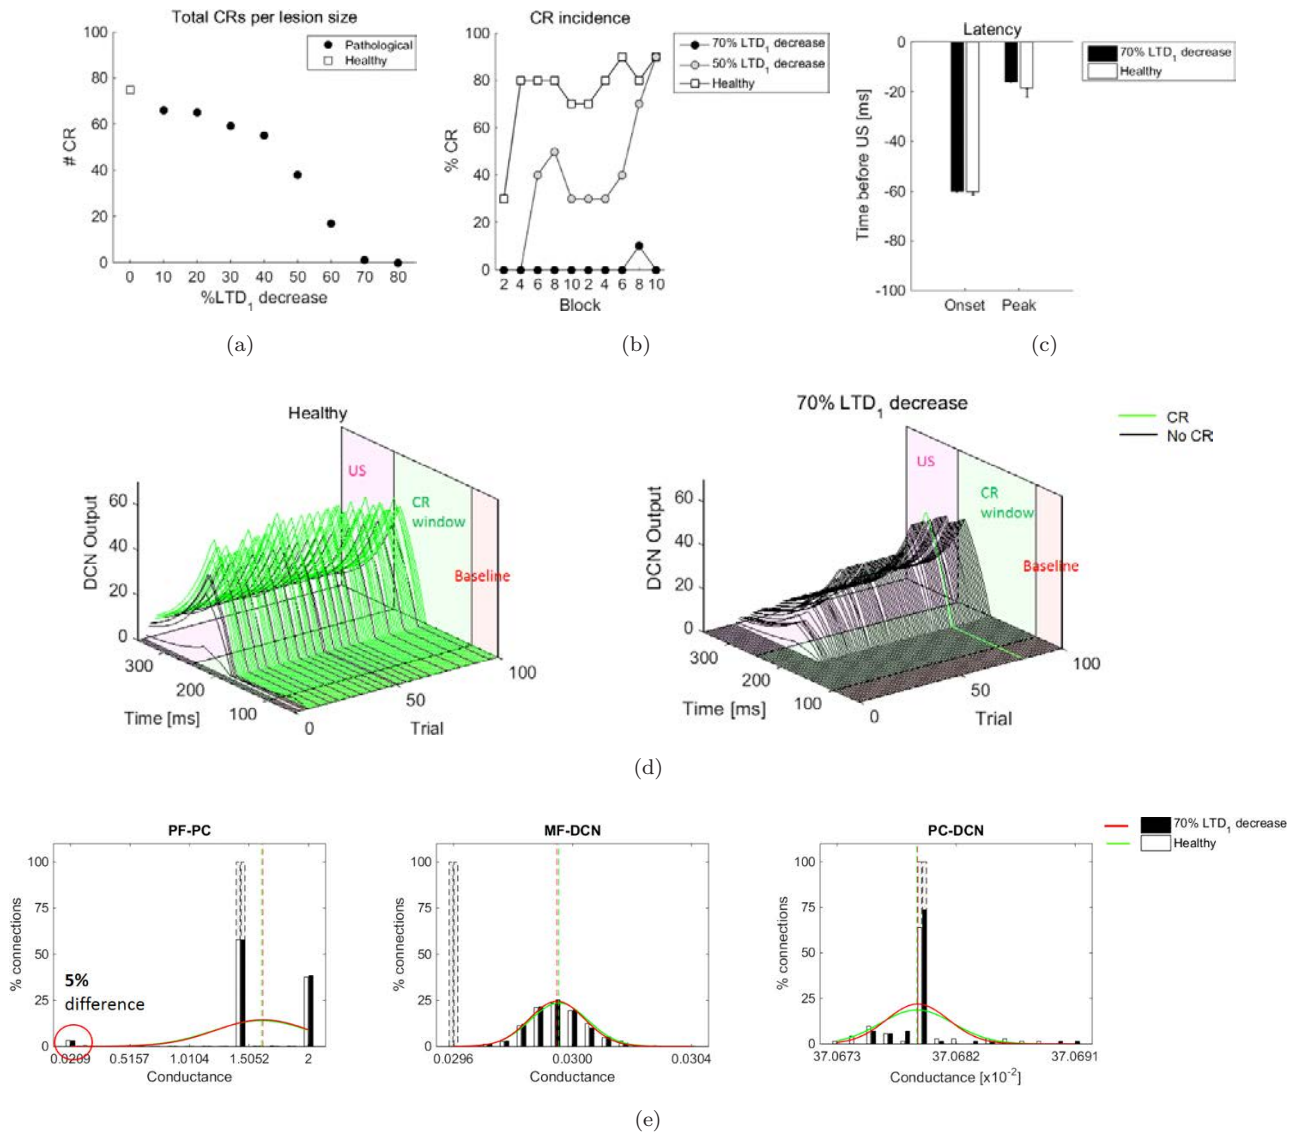 Total CRs per lesion size
Pathological
Healthy
# CR
100
80
60
40
20
0
0 10 20 30 40 50 60 70 80
%LTD1 decrease
(a)
CR incidence
70% LTD1 decrease
50% LTD1 decrease
Healthy
% CR
100
80
60
40
20
0
2 4 6 8 10 2 4 6 8 10
Block
(b)
Latency
70% LTD1 decrease
Healthy
Time before US [ms]
0
-20
-40
-60
-80
-100
Onset Peak
(c)
Healthy
US
CR
window
Baseline
DCN Output
60
40
20
0
300
200
100
Time [ms]
0
50
100
Trial
70% LTD1 decrease
US
CR
window
Baseline
DCN Output
60
40
20
0
300
200
100
Time [ms]
0
50
100
Trial
CR
No CR
(d)
PF-PC
% connections
100
75
50
25
0
5%
difference
0.0209 0.5157 1.0104 1.5052 2
Conductance
MF-DCN
% connections
100
75
50
25
0
0.0296 0.0300 0.0304
Conductance
PC-DCN
% connections
100
75
50
25
0
37.0673 37.0682 37.0691
Conductance [x10-2]
70% LTD1 decrease
Healthy
(e)